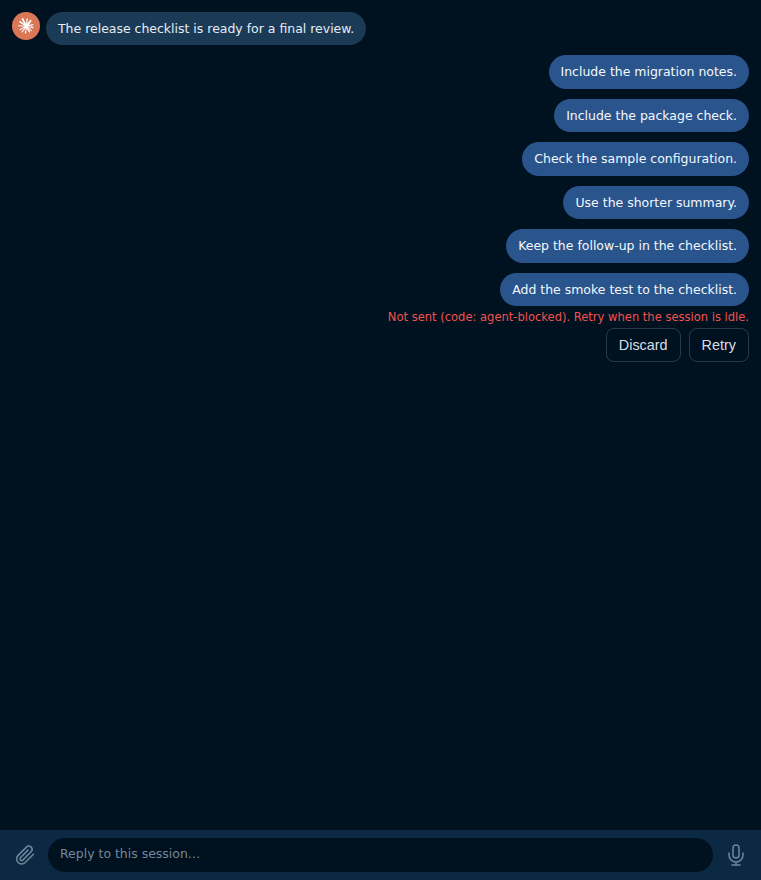 The release checklist is ready for a final review.
Include the migration notes.
Include the package check.
Check the sample configuration.
Use the shorter summary.
Keep the follow-up in the checklist.
Add the smoke test to the checklist.
Not sent (code: agent-blocked). Retry when the session is idle.
Discard Retry
Reply to this session...